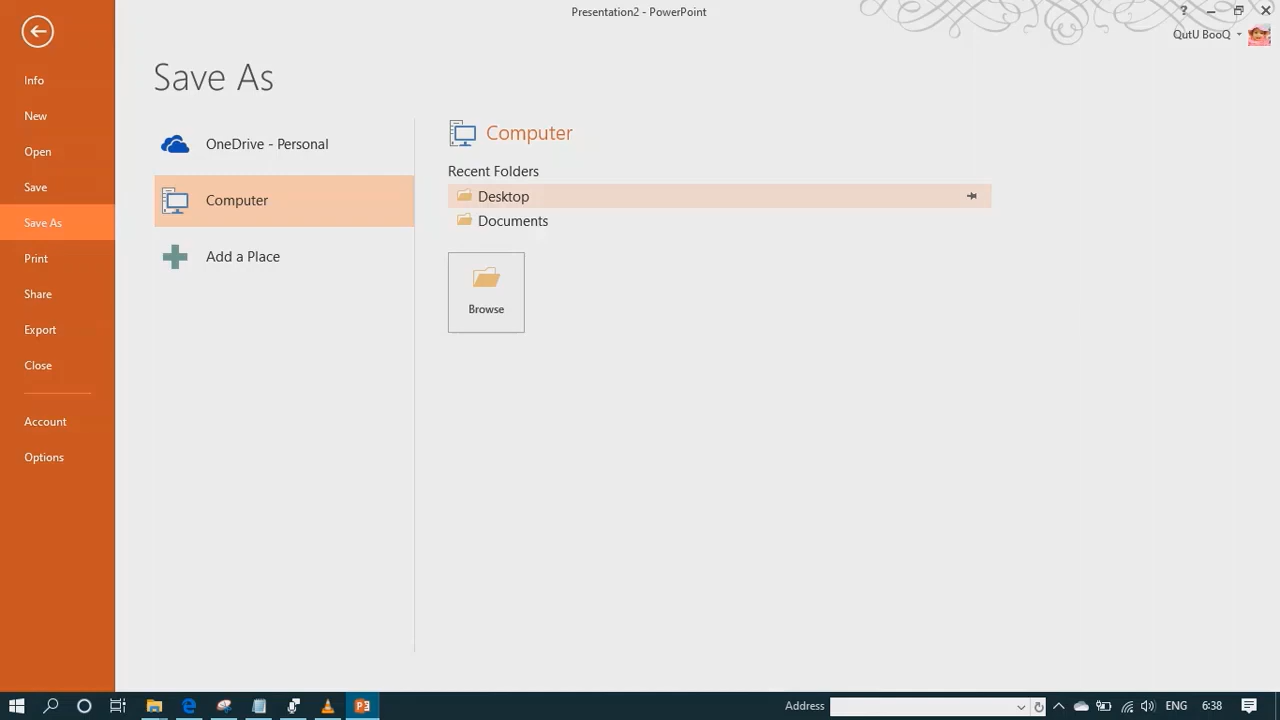 Presentation2 - PowerPoint
?
QutU BooQ
Info
New
Open
Save
Save As
Print
Share
Export
Close
Account
Options
Save As
OneDrive - Personal
Computer
Add a Place
Computer
Recent Folders
Desktop
Documents
Browse
P3
Address
ENG
6:38